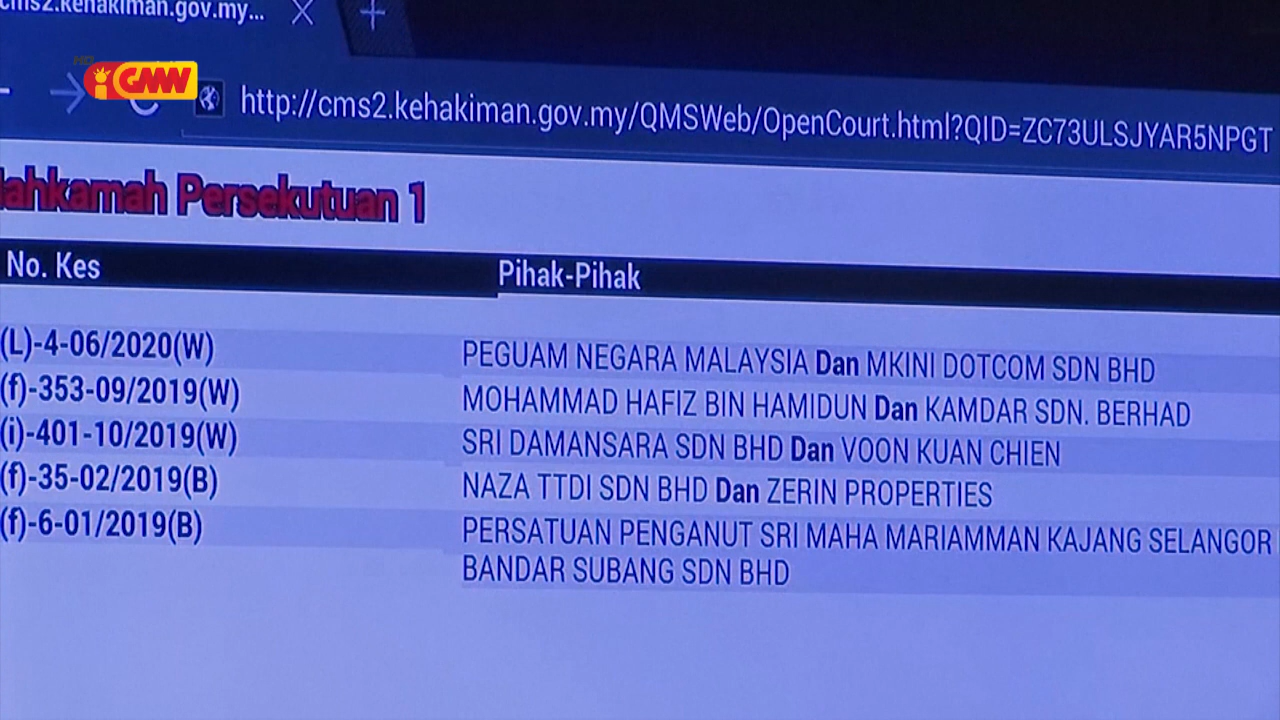 cms2.kehakiman.gov.my...
HD
iGMW
http://cms2.kehakiman.gov.my/QMSWeb/OpenCourt.html?QID=ZC73ULSJYAR5NPGT
ahkamah Persekutuan 1
No. Kes Pihak-Pihak
(L)-4-06/2020(W) PEGUAM NEGARA MALAYSIA Dan MKINI DOTCOM SDN BHD
(f)-353-09/2019(W) MOHAMMAD HAFIZ BIN HAMIDUN Dan KAMDAR SDN. BERHAD
(i)-401-10/2019(W) SRI DAMANSARA SDN BHD Dan VOON KUAN CHIEN
(f)-35-02/2019(B) NAZA TTDI SDN BHD Dan ZERIN PROPERTIES
(f)-6-01/2019(B) PERSATUAN PENGANUT SRI MAHA MARIAMMAN KAJANG SELANGOR
BANDAR SUBANG SDN BHD